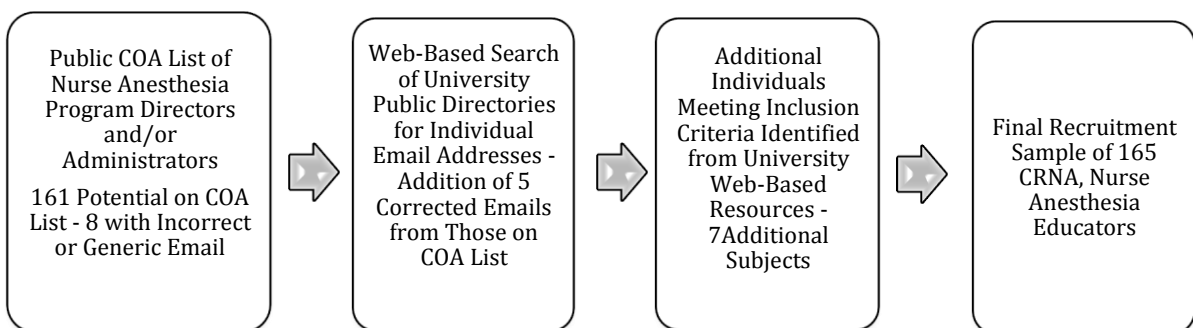 Public COA List of
Nurse Anesthesia
Program Directors
and/or
Administrators
161 Potential on COA
List - 8 with Incorrect
or Generic Email
Web-Based Search
of University
Public Directories
for Individual
Email Addresses -
Addition of 5
Corrected Emails
from Those on
COA List
Additional
Individuals
Meeting Inclusion
Criteria Identified
from University
Web-Based
Resources -
7Additional
Subjects
Final Recruitment
Sample of 165
CRNA, Nurse
Anesthesia
Educators